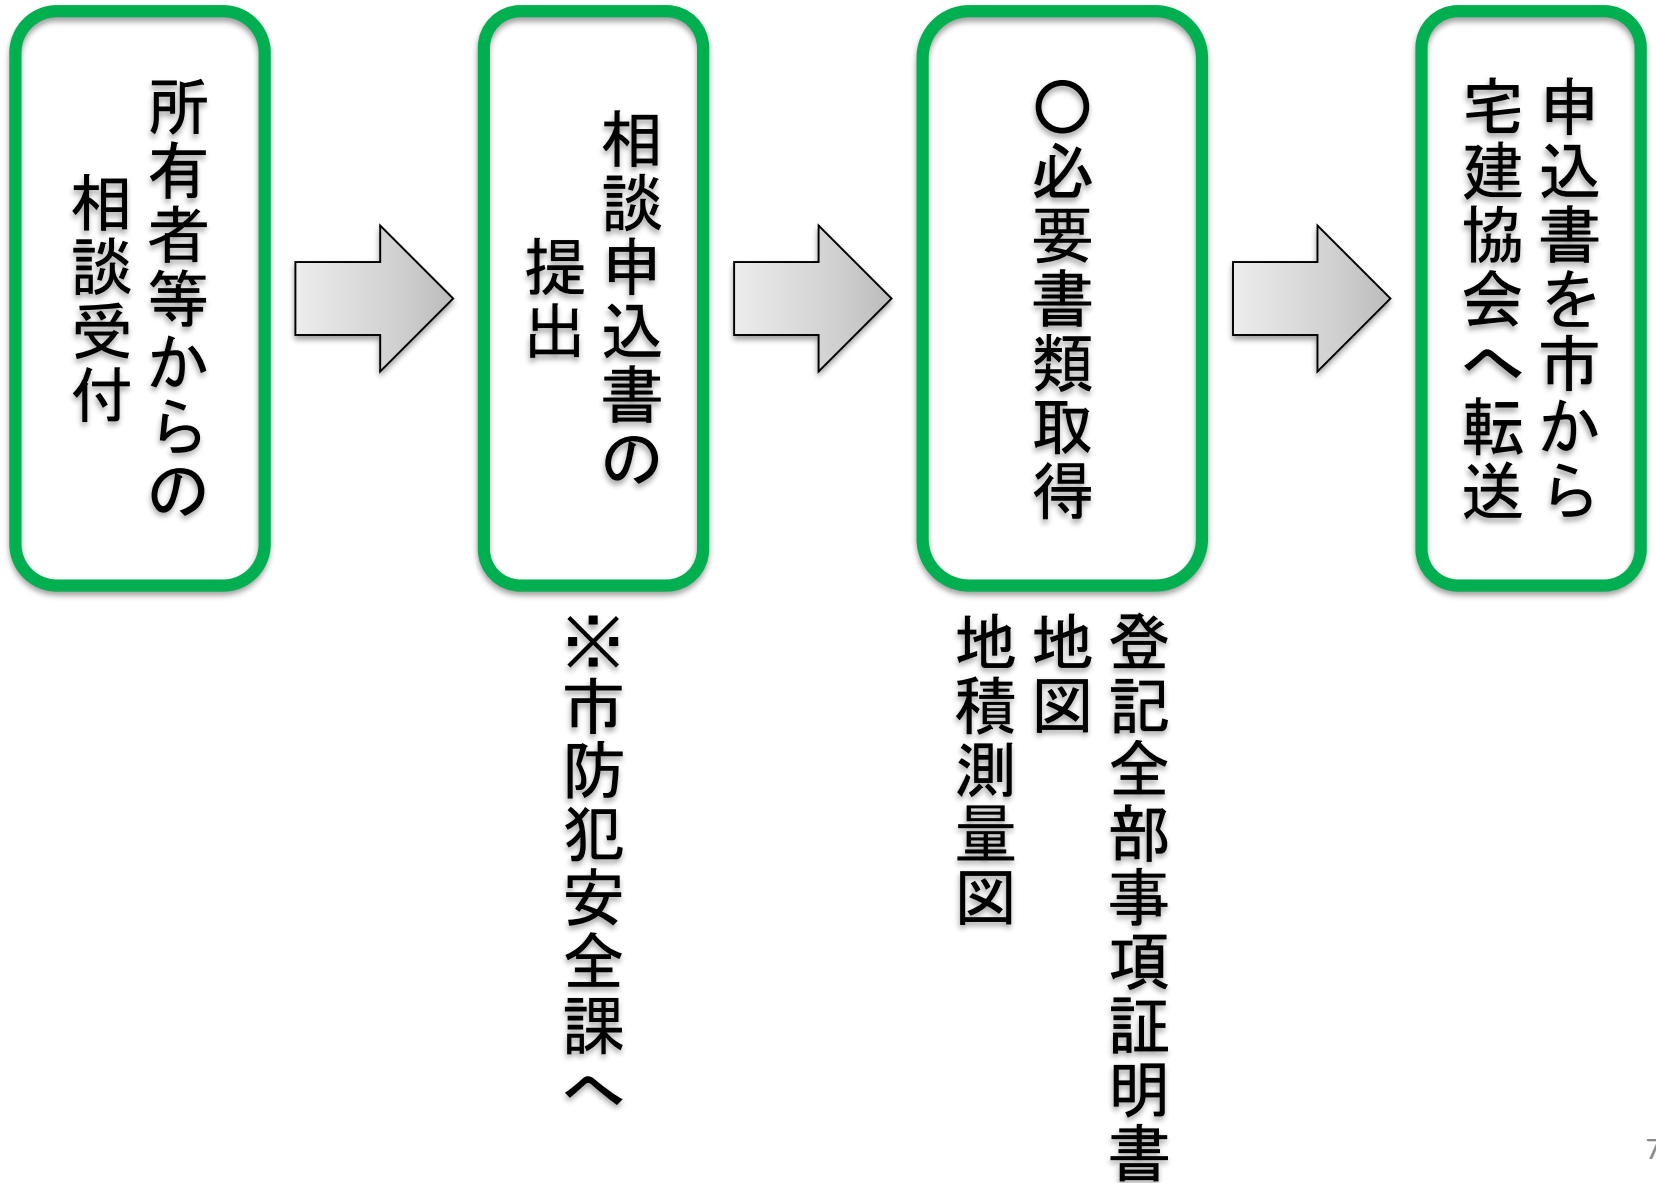 所有者等からの
相談受付
相談申込書の
提出
※市防犯安全課へ
〇必要書類取得
登記全部事項証明書
地図
地積測量図
申込書を市から
宅建協会へ転送
7